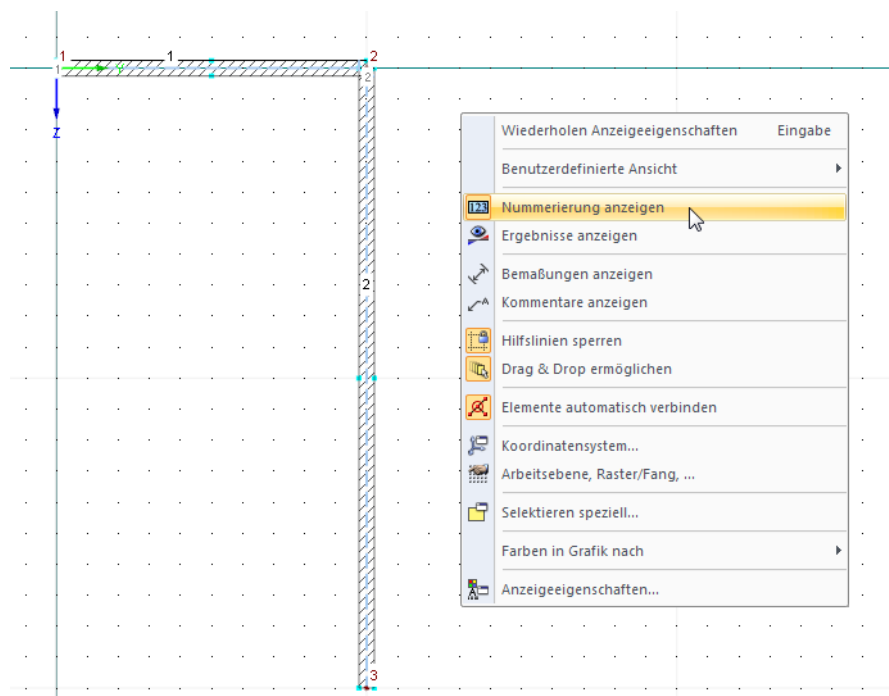 1 1 2
1 y 2
z
Wiederholen Anzeigeeigenschaften Eingabe
Benutzerdefinierte Ansicht
123 Nummerierung anzeigen
Ergebnisse anzeigen
Bemaßungen anzeigen
2
A Kommentare anzeigen
Hilfslinien sperren
Drag & Drop ermöglichen
Elemente automatisch verbinden
Koordinatensystem...
Arbeitsebene, Raster/Fang, ...
Selektieren speziell...
Farben in Grafik nach
A Anzeigeeigenschaften...
3